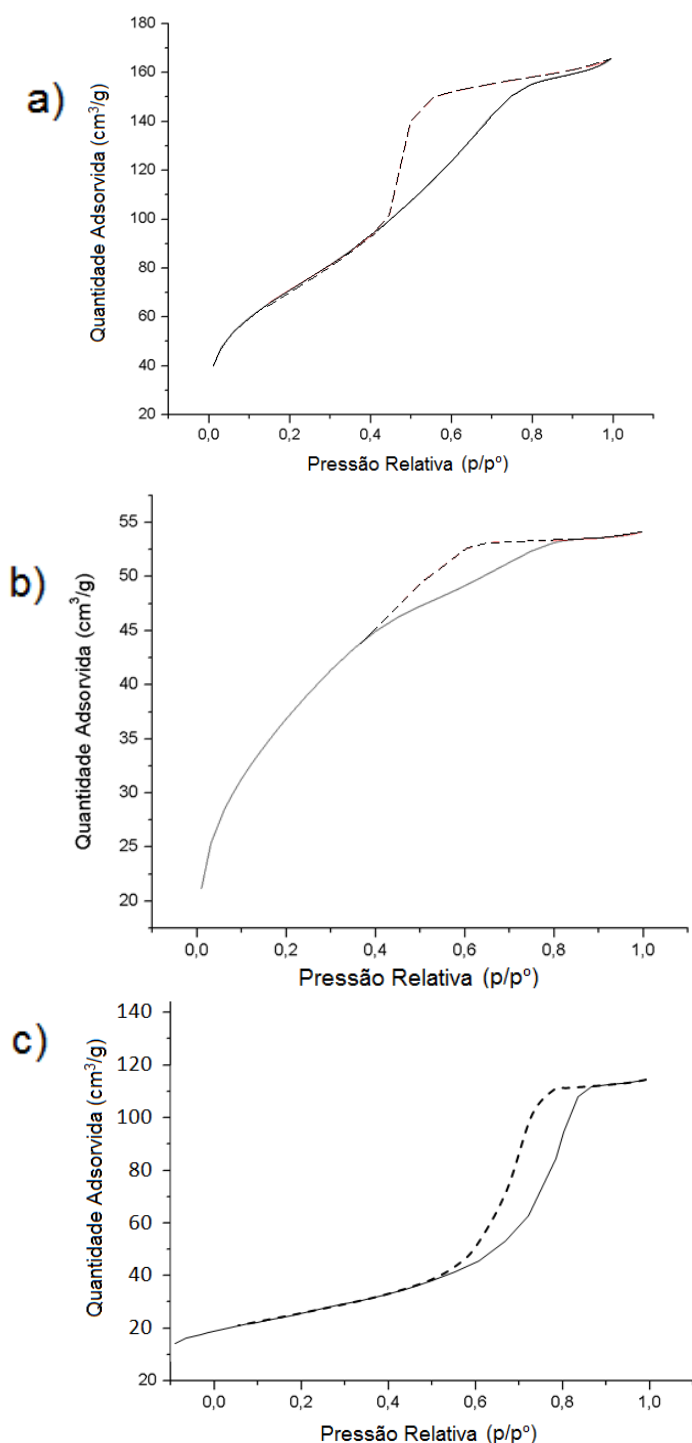 a)
Quantidade Adsorvida (cm³/g)
180
160
140
120
100
80
60
40
20
0,0 0,2 0,4 0,6 0,8 1,0
Pressão Relativa (p/pº)
b)
Quantidade Adsorvida (cm³/g)
55
50
45
40
35
30
25
20
0,0 0,2 0,4 0,6 0,8 1,0
Pressão Relativa (p/pº)
c)
Quantidade Adsorvida (cm³/g)
140
120
100
80
60
40
20
20
0,0 0,2 0,4 0,6 0,8 1,0
Pressão Relativa (p/pº)